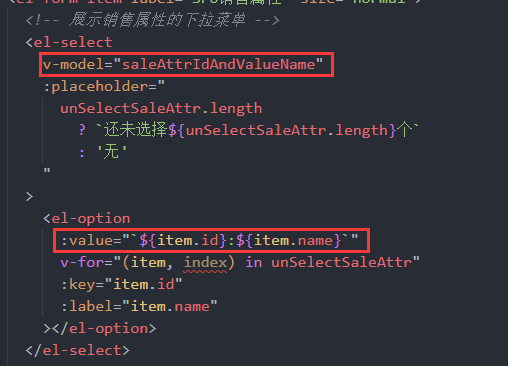 <el-form-item label="SPU销售属性" size="normal">
<!-- 展示销售属性的下拉菜单 -->
<el-select
v-model="saleAttrIdAndValueName"
:placeholder="
unSelectSaleAttr.length
? `还未选择${unSelectSaleAttr.length}个`
: '无'
"
>
<el-option
:value="`${item.id}:${item.name}`"
v-for="(item, index) in unSelectSaleAttr"
:key="item.id"
:label="item.name"
></el-option>
</el-select>